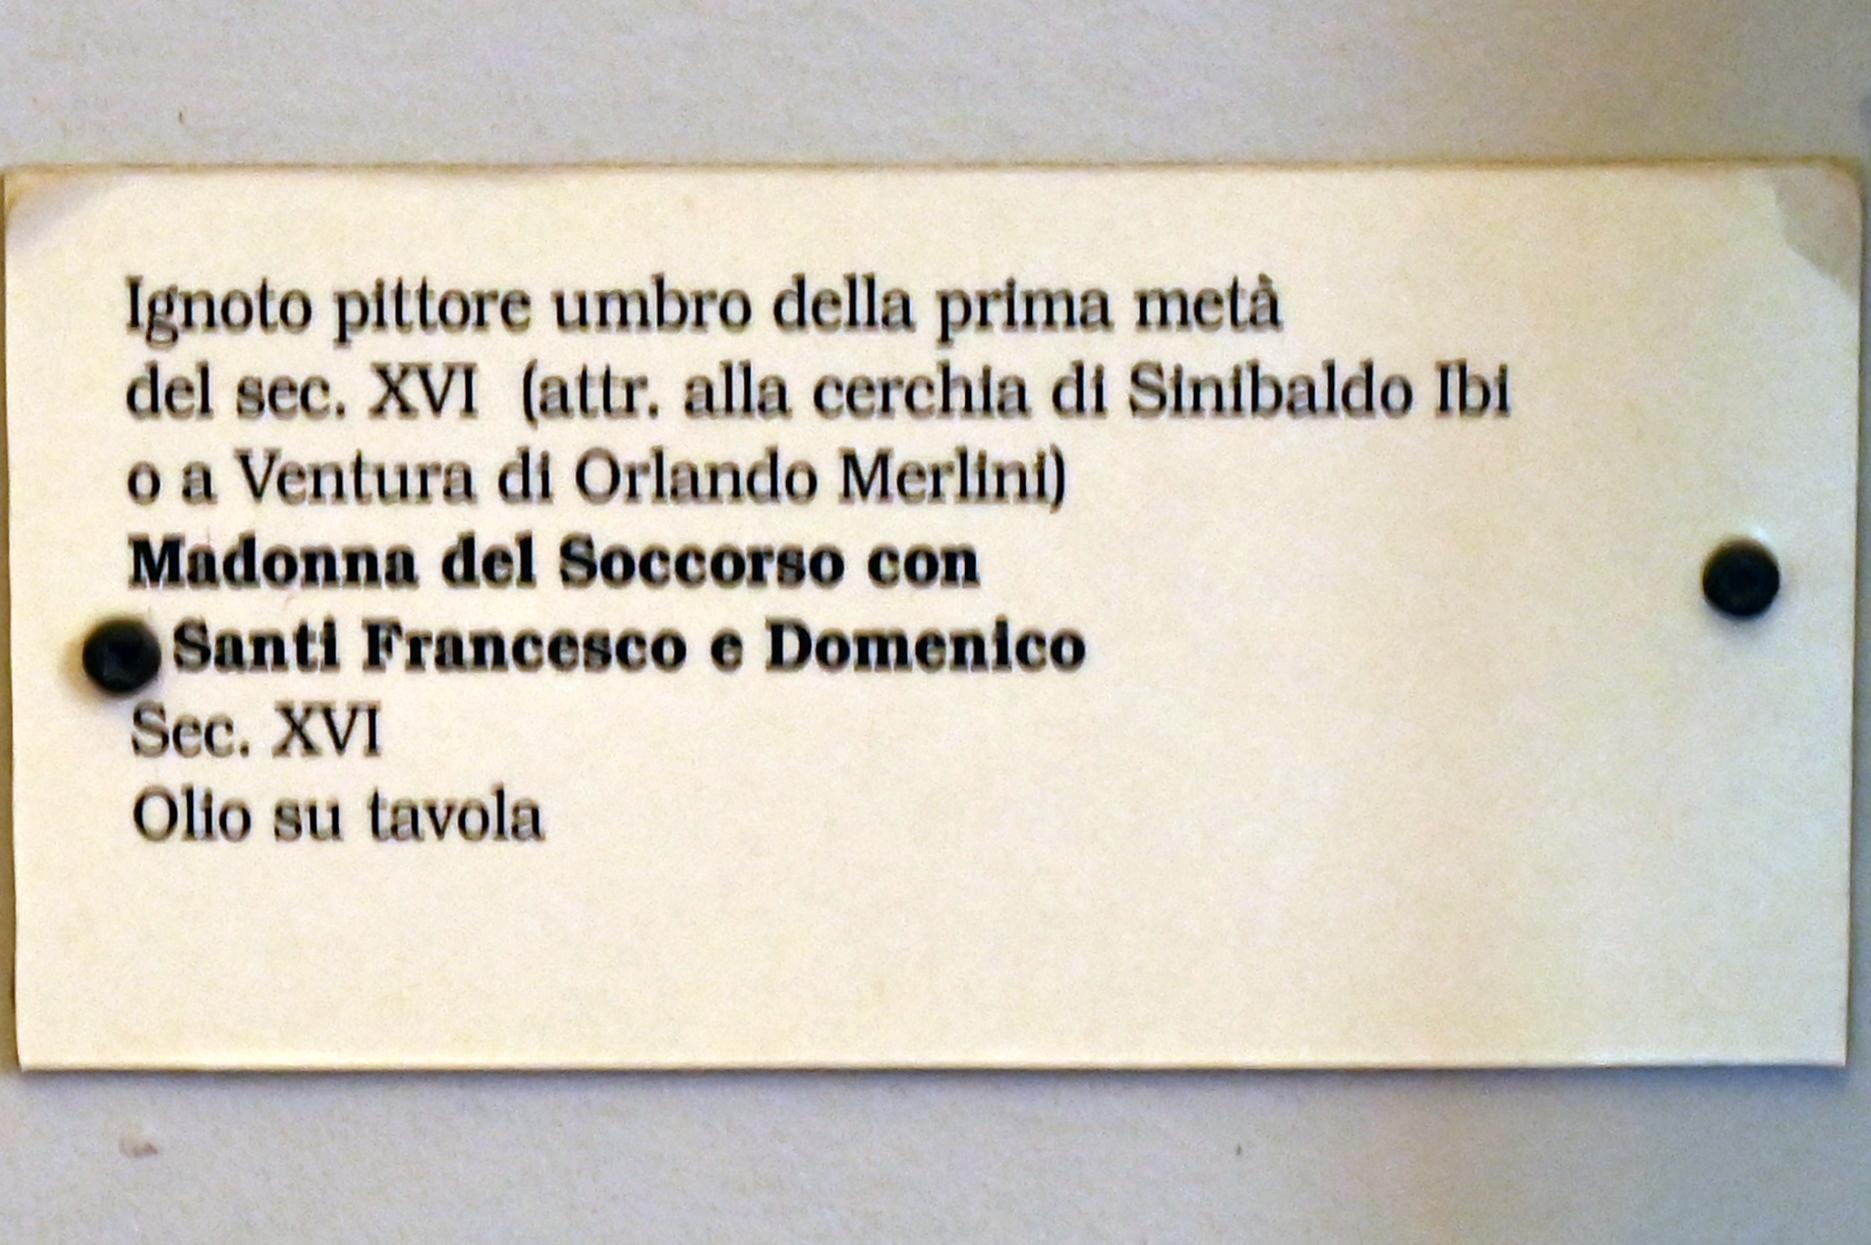 Ignoto pittore umbro della prima metà
del sec. XVI (attr. alla cerchia di Sinibaldo Ibi
o a Ventura di Orlando Merlini)
Madonna del Soccorso con
Santi Francesco e Domenico
Sec. XVI
Olio su tavola